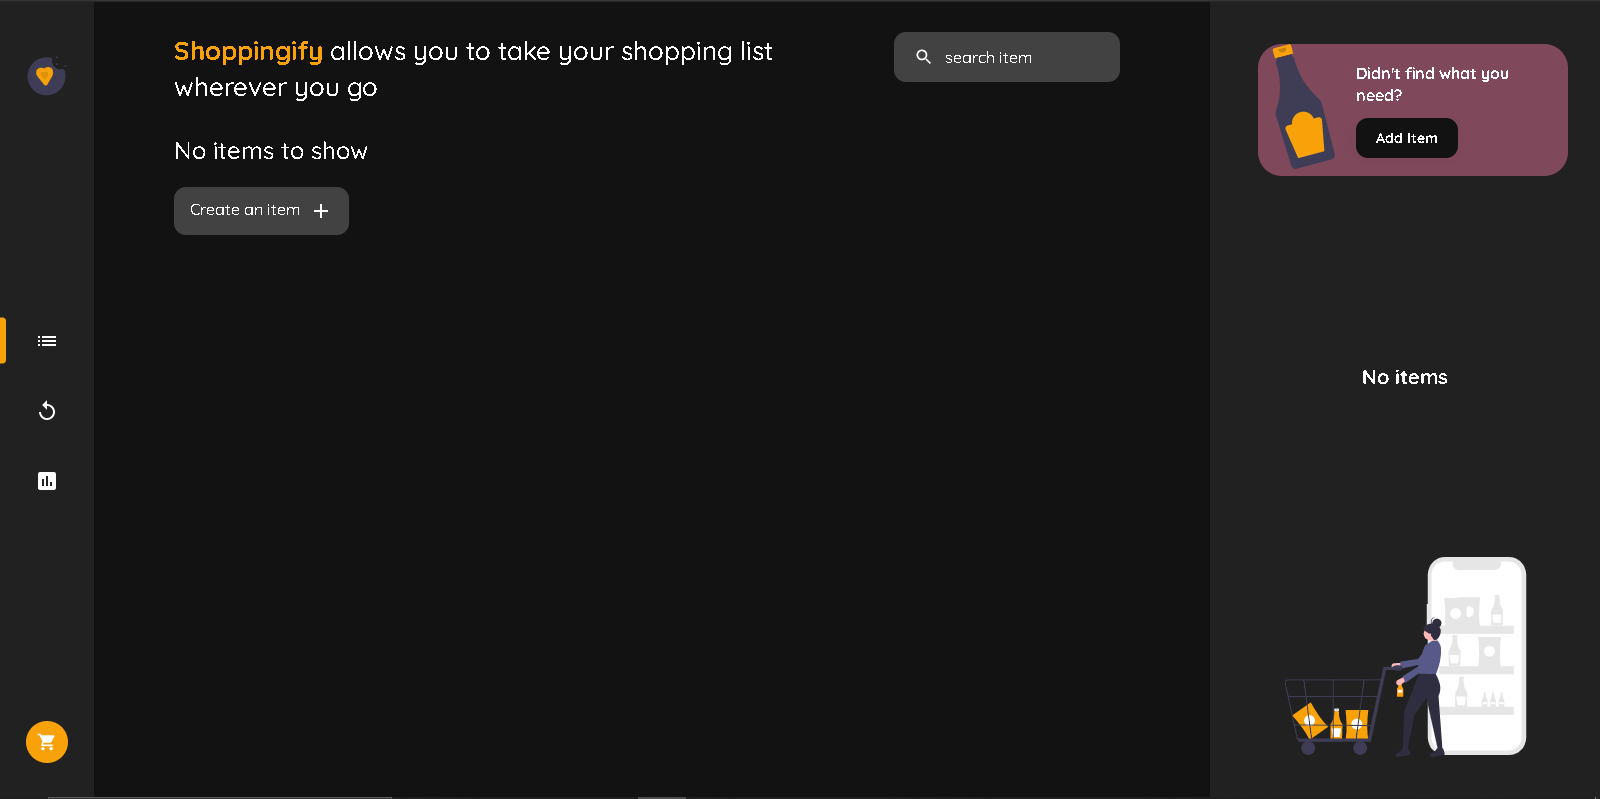 Shoppingify allows you to take your shopping list
wherever you go
search item
No items to show
Create an item
Didn't find what you
need?
Add Item
No items